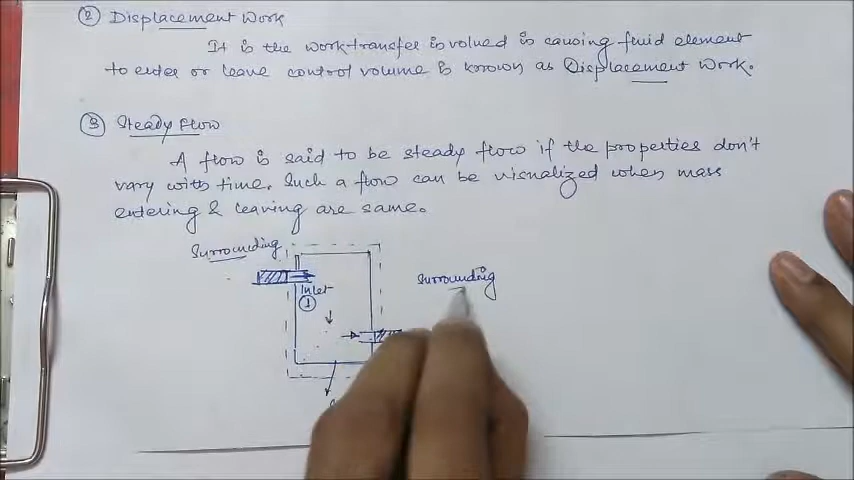 ② Displacement Work
It is the work transfer involved is causing fluid element
to enter or leave control volume is known as Displacement Work.
③ Steady Flow
A flow is said to be steady flow if the properties don't
vary with time. Such a flow can be visualized when mass
entering & leaving are same.
Surrounding
Surrounding
Inlet
①